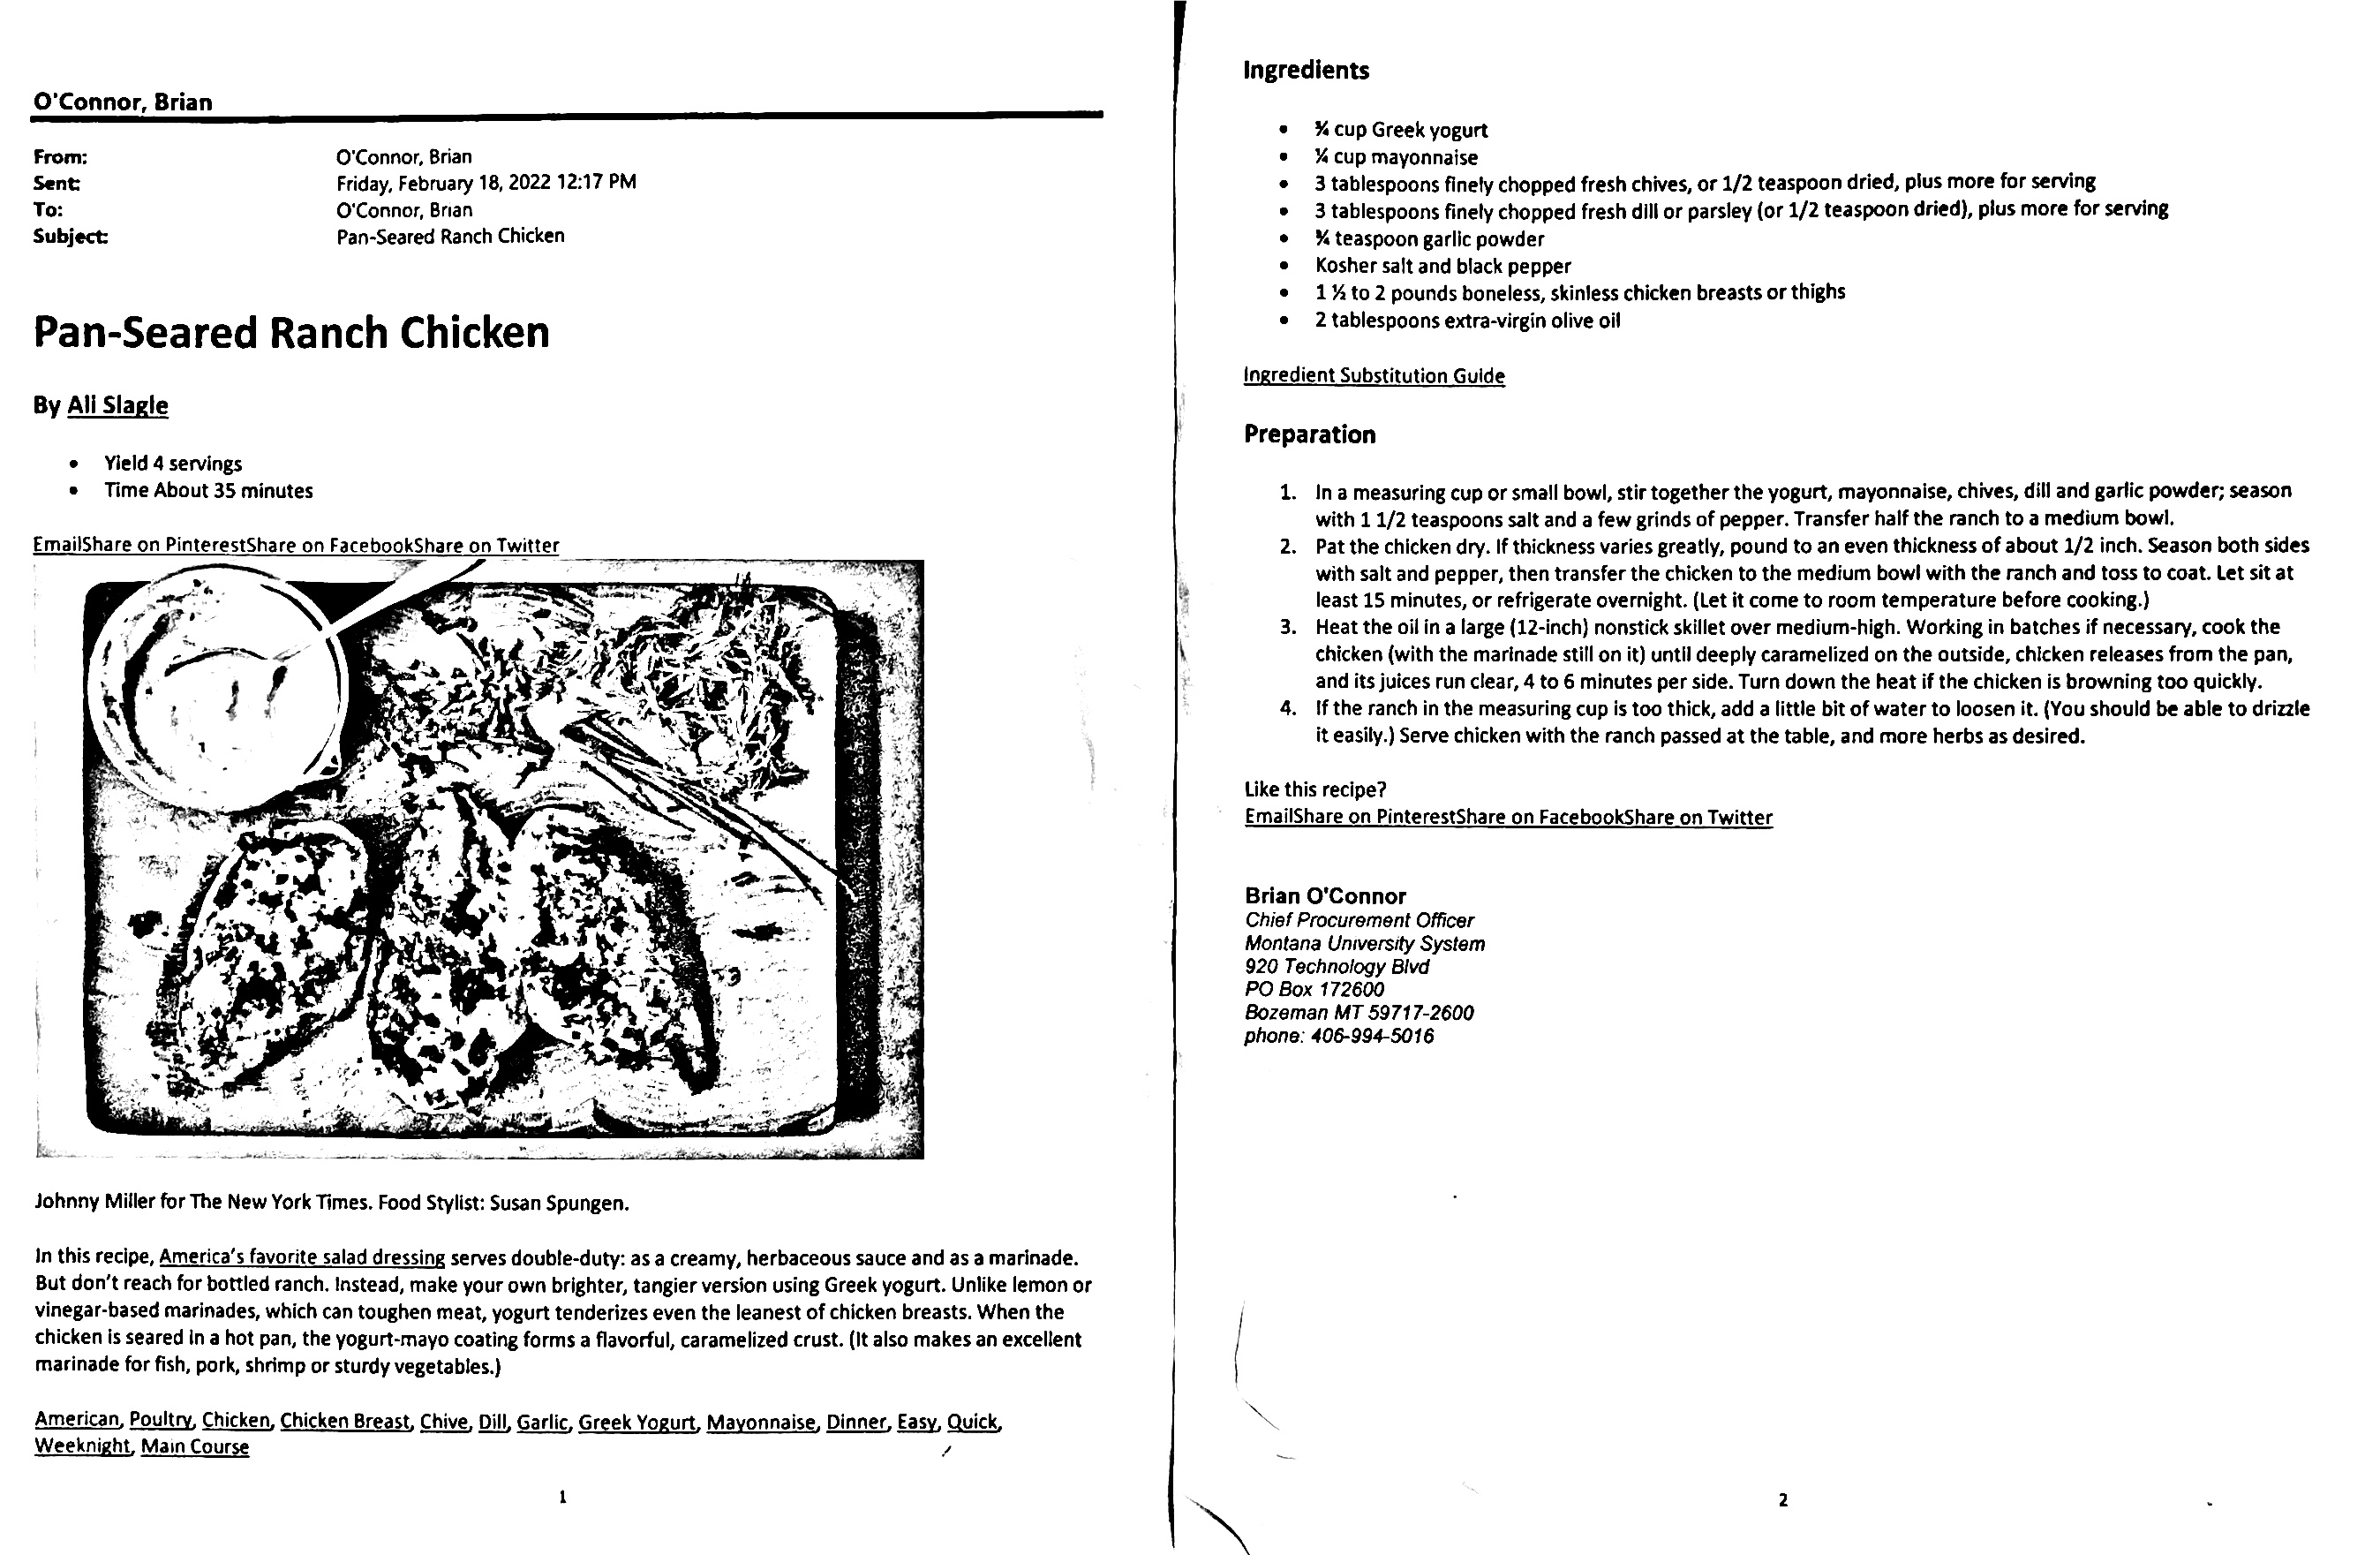 O'Connor, Brian
From: O'Connor, Brian
Sent: Friday, February 18, 2022 12:17 PM
To: O'Connor, Brian
Subject: Pan-Seared Ranch Chicken
Pan-Seared Ranch Chicken
By Ali Slagle
• Yield 4 servings
• Time About 35 minutes
EmailShare on PinterestShare on FacebookShare on Twitter
Johnny Miller for The New York Times. Food Stylist: Susan Spungen.
In this recipe, America's favorite salad dressing serves double-duty: as a creamy, herbaceous sauce and as a marinade.
But don't reach for bottled ranch. Instead, make your own brighter, tangier version using Greek yogurt. Unlike lemon or
vinegar-based marinades, which can toughen meat, yogurt tenderizes even the leanest of chicken breasts. When the
chicken is seared in a hot pan, the yogurt-mayo coating forms a flavorful, caramelized crust. (It also makes an excellent
marinade for fish, pork, shrimp or sturdy vegetables.)
American, Poultry, Chicken, Chicken Breast, Chive, Dill, Garlic, Greek Yogurt, Mayonnaise, Dinner, Easy, Quick,
Weeknight, Main Course
1
Ingredients
• ¾ cup Greek yogurt
• ¼ cup mayonnaise
• 3 tablespoons finely chopped fresh chives, or 1/2 teaspoon dried, plus more for serving
• 3 tablespoons finely chopped fresh dill or parsley (or 1/2 teaspoon dried), plus more for serving
• ¾ teaspoon garlic powder
• Kosher salt and black pepper
• 1 ½ to 2 pounds boneless, skinless chicken breasts or thighs
• 2 tablespoons extra-virgin olive oil
Ingredient Substitution Guide
Preparation
1. In a measuring cup or small bowl, stir together the yogurt, mayonnaise, chives, dill and garlic powder; season
with 1 1/2 teaspoons salt and a few grinds of pepper. Transfer half the ranch to a medium bowl.
2. Pat the chicken dry. If thickness varies greatly, pound to an even thickness of about 1/2 inch. Season both sides
with salt and pepper, then transfer the chicken to the medium bowl with the ranch and toss to coat. Let sit at
least 15 minutes, or refrigerate overnight. (Let it come to room temperature before cooking.)
3. Heat the oil in a large (12-inch) nonstick skillet over medium-high. Working in batches if necessary, cook the
chicken (with the marinade still on it) until deeply caramelized on the outside, chicken releases from the pan,
and its juices run clear, 4 to 6 minutes per side. Turn down the heat if the chicken is browning too quickly.
4. If the ranch in the measuring cup is too thick, add a little bit of water to loosen it. (You should be able to drizzle
it easily.) Serve chicken with the ranch passed at the table, and more herbs as desired.
Like this recipe?
EmailShare on PinterestShare on FacebookShare on Twitter
Brian O'Connor
Chief Procurement Officer
Montana University System
920 Technology Blvd
PO Box 172600
Bozeman MT 59717-2600
phone: 406-994-5016
2